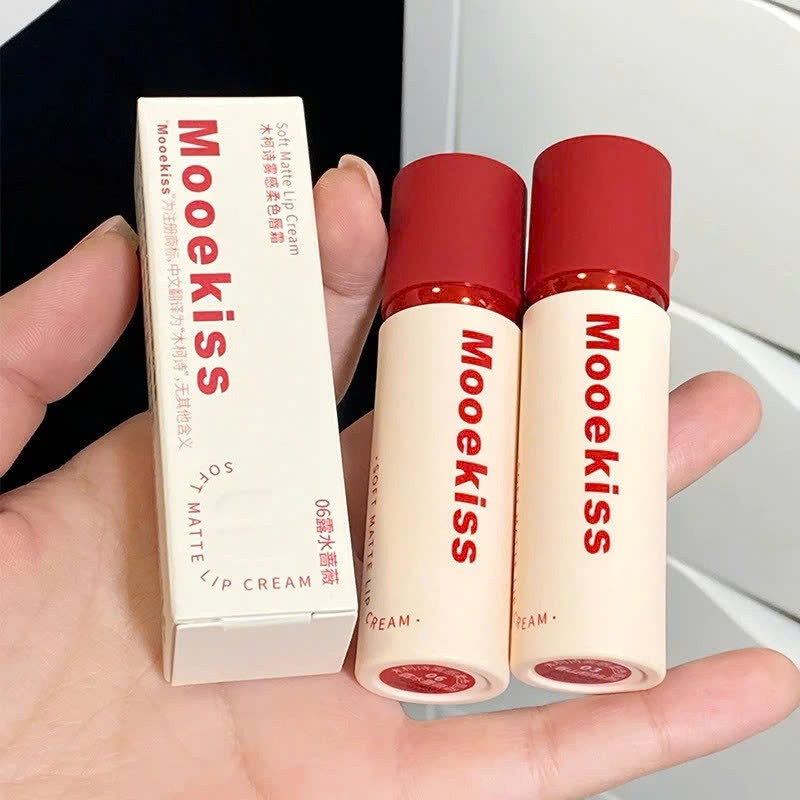 Soft Matte Lip Cream
木柯诗雾感柔色唇霜
Mooekiss
"Mooekiss"为注册商标,中文翻译为"木柯诗",无其他含义
SOFT MATTE LIP CREAM
06露水蔷薇
Mooekiss
·SOFT MATTE LIP CREAM·
06
Mooekiss
CREAM·
01